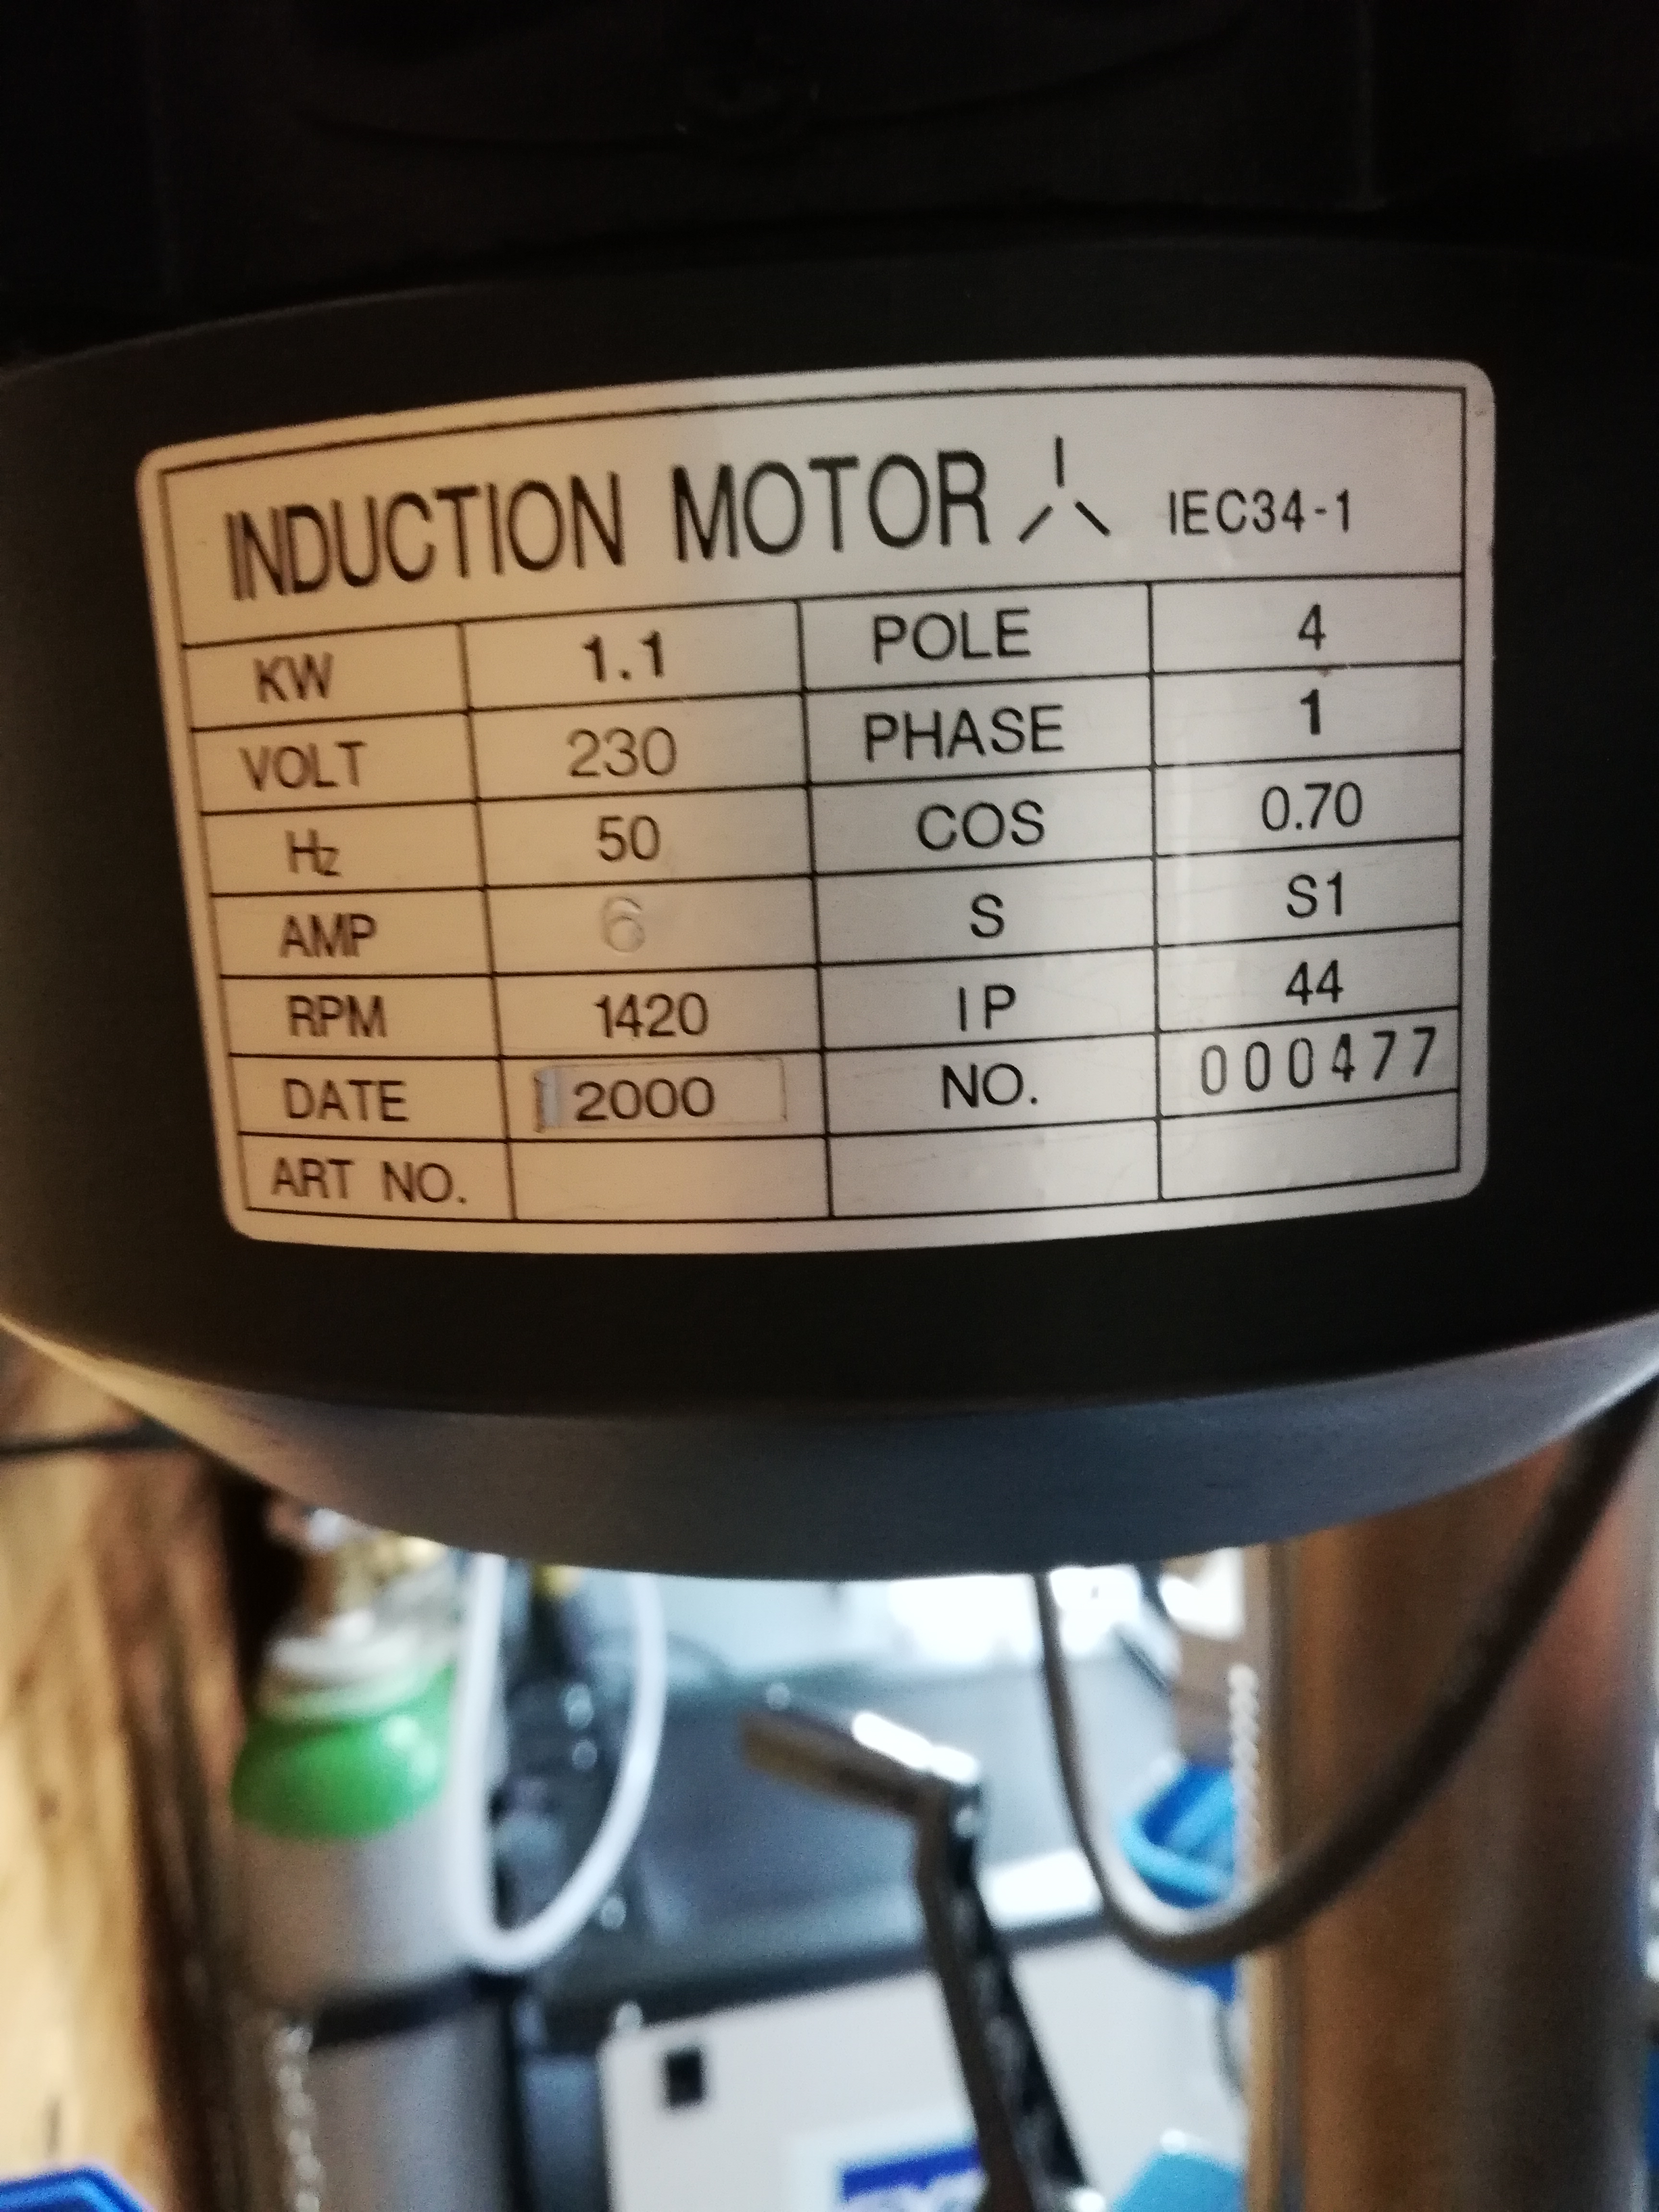 INDUCTION MOTOR IEC34-1
KW 1.1 POLE 4
VOLT 230 PHASE 1
Hz 50 COS 0.70
AMP 6 S S1
RPM 1420 IP 44
DATE 2000 NO. 000477
ART NO.